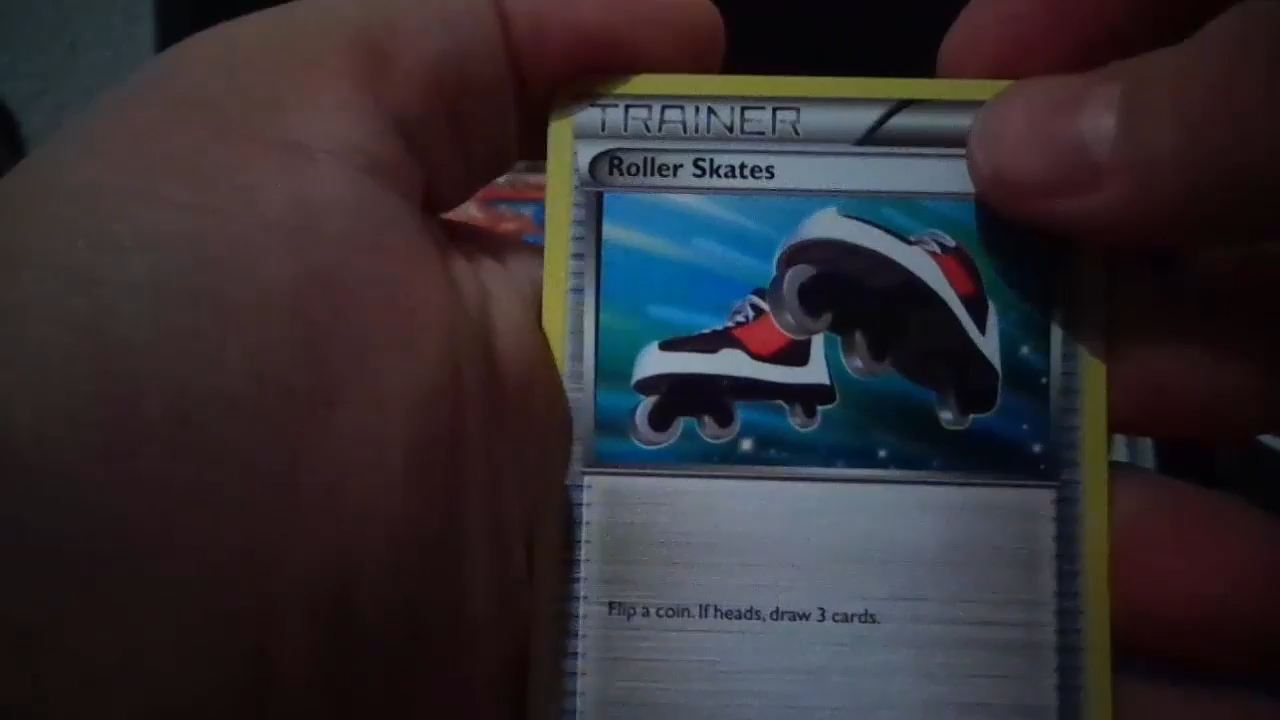 TRAINER
Roller Skates
Flip a coin. If heads, draw 3 cards.